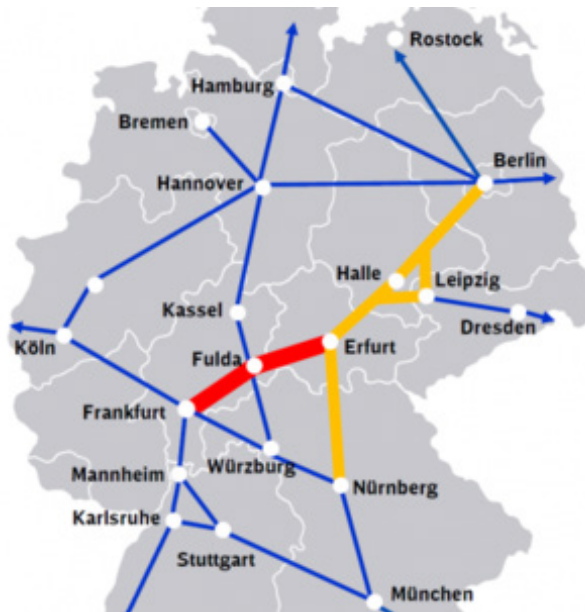 Rostock
Hamburg
Bremen
Berlin
Hannover
Halle
Leipzig
Kassel
Dresden
Köln
Erfurt
Fulda
Frankfurt
Würzburg
Mannheim
Nürnberg
Karlsruhe
Stuttgart
München